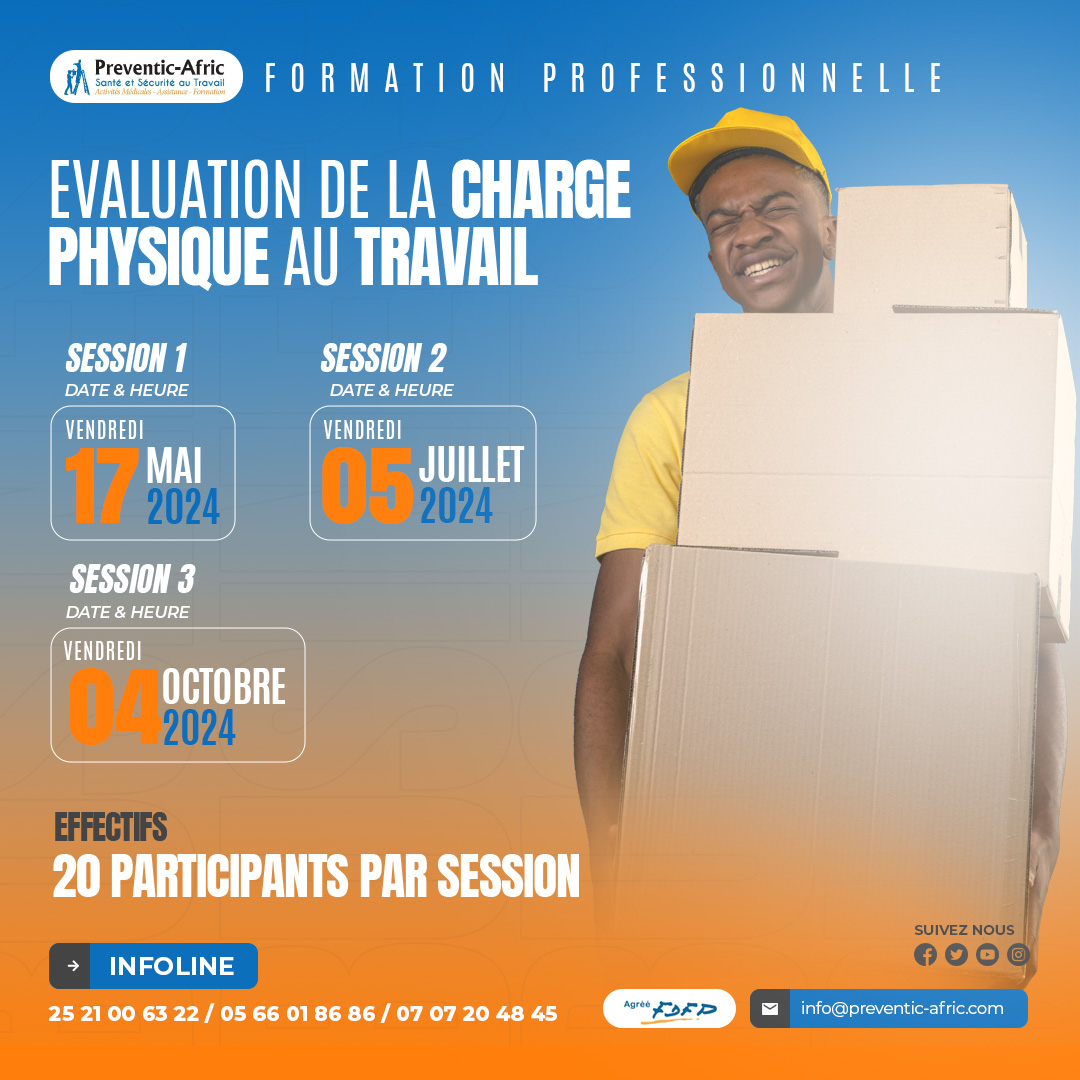 Preventic-Afric
Santé et Sécurité au Travail
Activités Médicales - Assistance - Formation
FORMATION PROFESSIONNELLE
EVALUATION DE LA CHARGE
PHYSIQUE AU TRAVAIL
SESSION 1
DATE & HEURE
VENDREDI
17 MAI
2024
SESSION 2
DATE & HEURE
VENDREDI
05 JUILLET
2024
SESSION 3
DATE & HEURE
VENDREDI
04 OCTOBRE
2024
EFFECTIFS
20 PARTICIPANTS PAR SESSION
INFOLINE
25 21 00 63 22 / 05 66 01 86 86 / 07 07 20 48 45
SUIVEZ NOUS
Agréé FDFP
info@preventic-afric.com